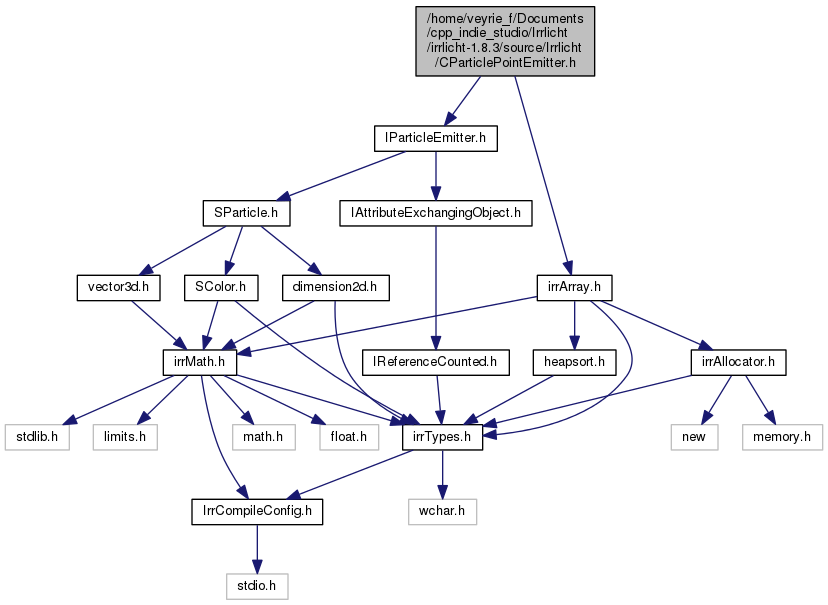 /home/veyrie_f/Documents
/cpp_indie_studio/Irrlicht
/irrlicht-1.8.3/source/Irrlicht
/CParticlePointEmitter.h
IParticleEmitter.h
SParticle.h
IAttributeExchangingObject.h
vector3d.h
SColor.h
dimension2d.h
irrArray.h
irrMath.h
IReferenceCounted.h
heapsort.h
irrAllocator.h
stdlib.h
limits.h
math.h
float.h
irrTypes.h
new
memory.h
IrrCompileConfig.h
wchar.h
stdio.h